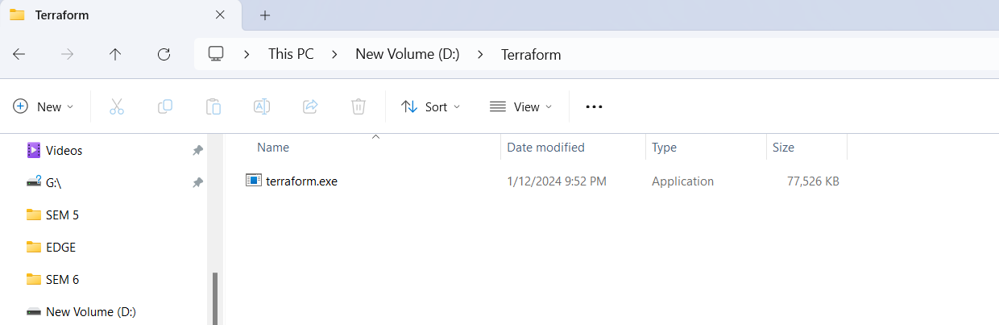 Terraform
This PC > New Volume (D:) > Terraform
New
Sort
View
Videos
G:\
SEM 5
EDGE
SEM 6
New Volume (D:)
Name Date modified Type Size
terraform.exe 1/12/2024 9:52 PM Application 77,526 KB